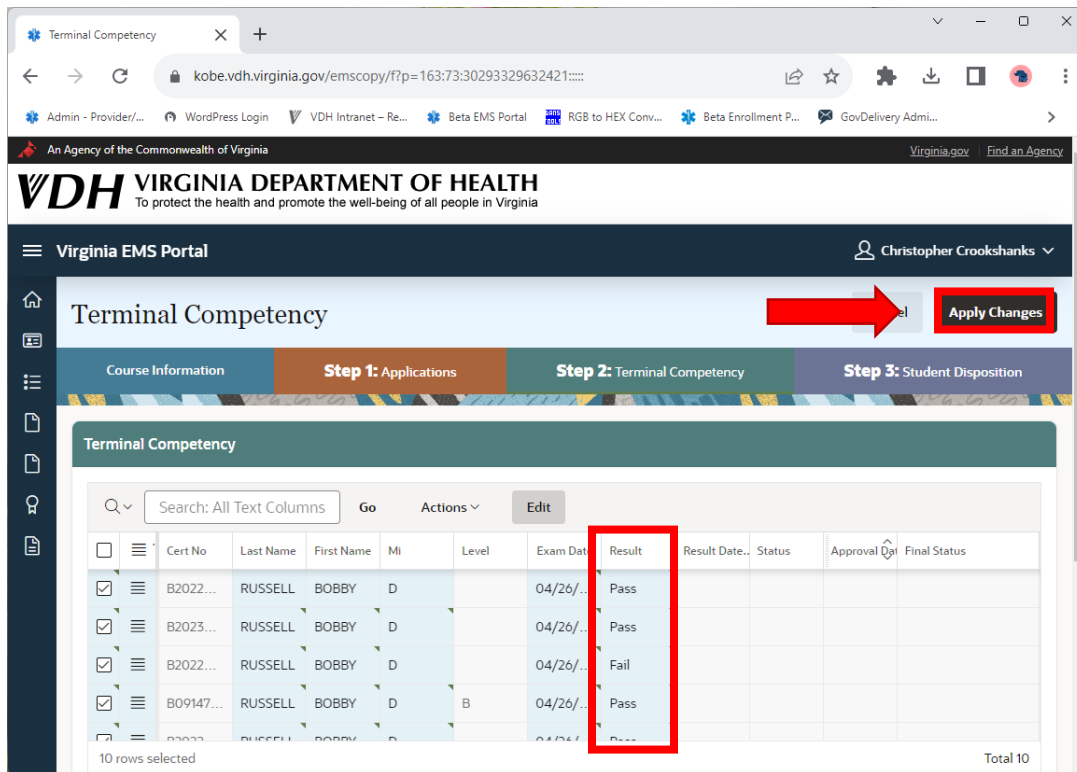 Terminal Competency
kobe.vdh.virginia.gov/emscopy/f?p=163:73:30293329632421:::::
Admin - Provider/... WordPress Login VDH Intranet – Re... Beta EMS Portal RGB to HEX Conv... Beta Enrollment P... GovDelivery Admi...
An Agency of the Commonwealth of Virginia Virginia.gov Find an Agency
VDH VIRGINIA DEPARTMENT OF HEALTH
To protect the health and promote the well-being of all people in Virginia
Virginia EMS Portal Christopher Crookshanks
Terminal Competency el Apply Changes
Course Information Step 1: Applications Step 2: Terminal Competency Step 3: Student Disposition
Terminal Competency
Search: All Text Columns Go Actions Edit
Cert No Last Name First Name Mi Level Exam Date Result Result Date.. Status Approval Dat Final Status
B2022... RUSSELL BOBBY D 04/26/... Pass
B2023... RUSSELL BOBBY D 04/26/... Pass
B2022... RUSSELL BOBBY D 04/26/... Fail
B09147... RUSSELL BOBBY D B 04/26/... Pass
RUSSELL BOBBY D Pass
10 rows selected Total 10